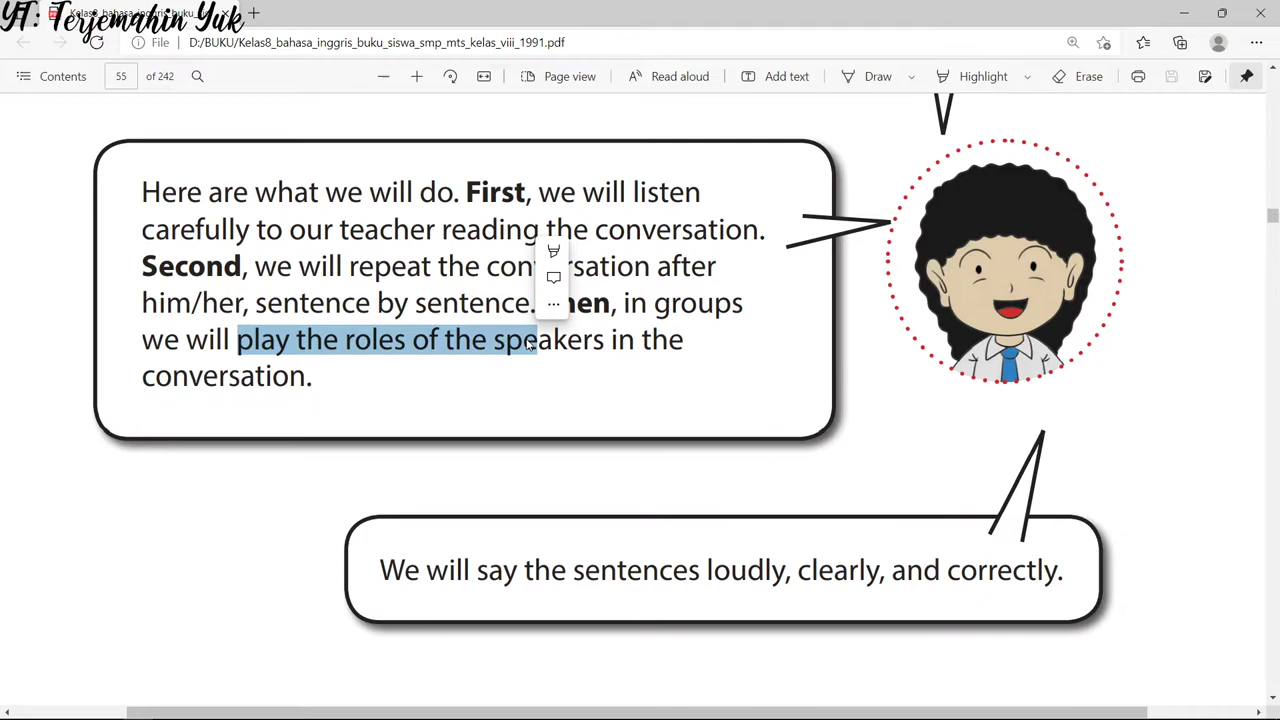 YT: Terjemahin Yuk
File D:/BUKU/Kelas8_bahasa_inggris_buku_siswa_smp_mts_kelas_viii_1991.pdf
Contents 55 of 242 Page view Read aloud Add text Draw Highlight Erase
Here are what we will do. First, we will listen
carefully to our teacher reading the conversation.
Second, we will repeat the conversation after
him/her, sentence by sentence. Then, in groups
we will play the roles of the speakers in the
conversation.
We will say the sentences loudly, clearly, and correctly.